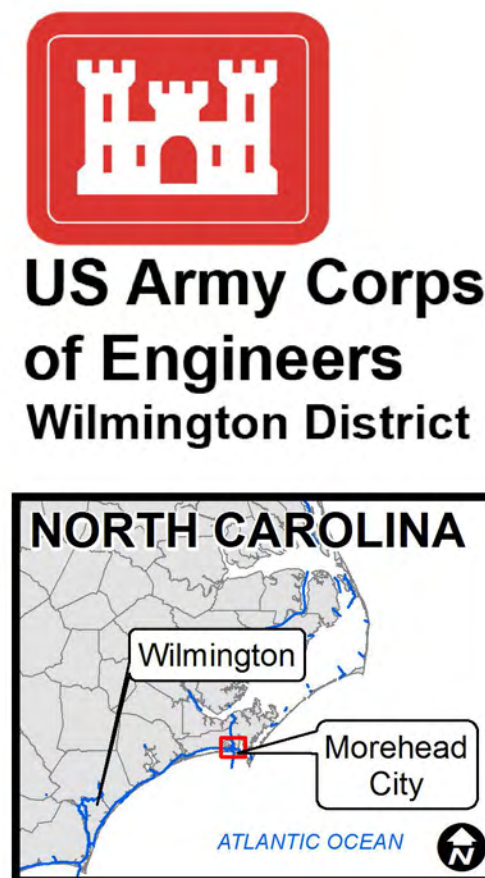 US Army Corps
of Engineers
Wilmington District
NORTH CAROLINA
Wilmington
Morehead
City
ATLANTIC OCEAN
N